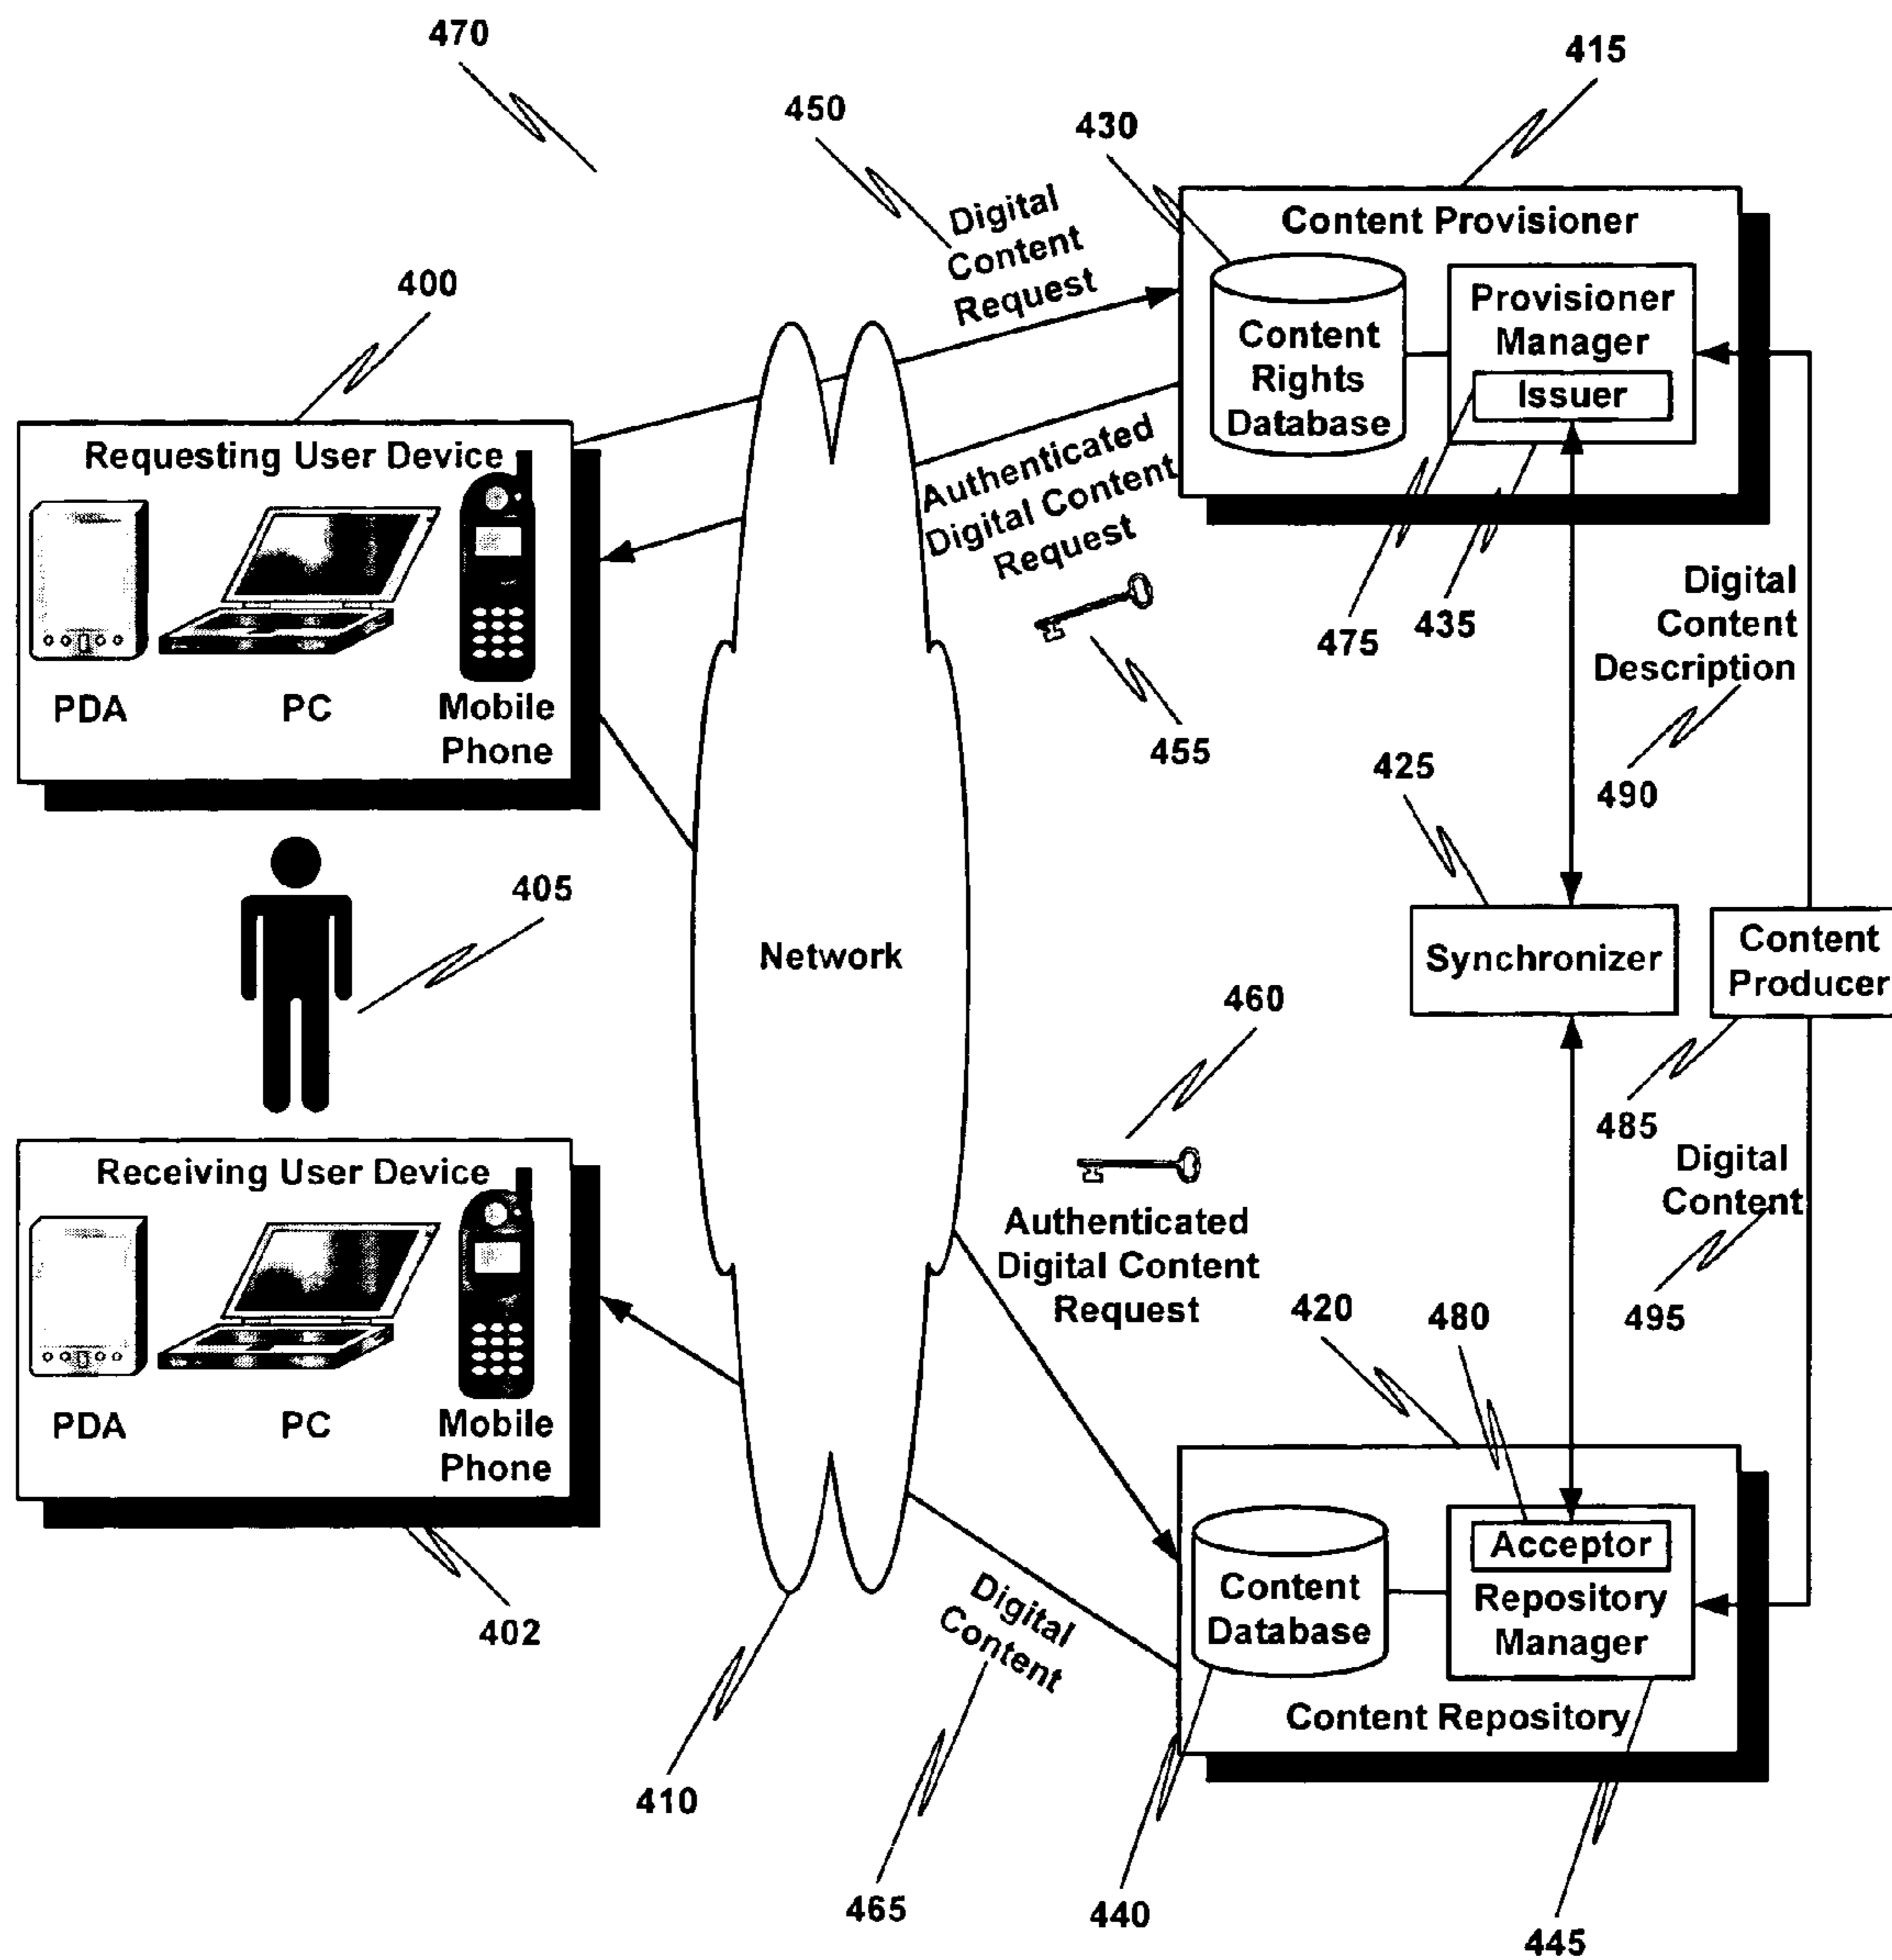 470
415
450
430
Digital
Content
Request
Content Provisioner
400
Provisioner
Manager
Issuer
Content
Rights
Database
Requesting User Device
Authenticated
Digital Content
Request
PDA
PC
Mobile
Phone
475
435
Digital
Content
Description
455
425
490
405
Network
Synchronizer
Content
Producer
460
485
Receiving User Device
Authenticated
Digital Content
Request
Digital
Content
420
480
495
PDA
PC
Mobile
Phone
Acceptor
Repository
Manager
Content
Database
402
Digital
Content
Content Repository
410
465
440
445